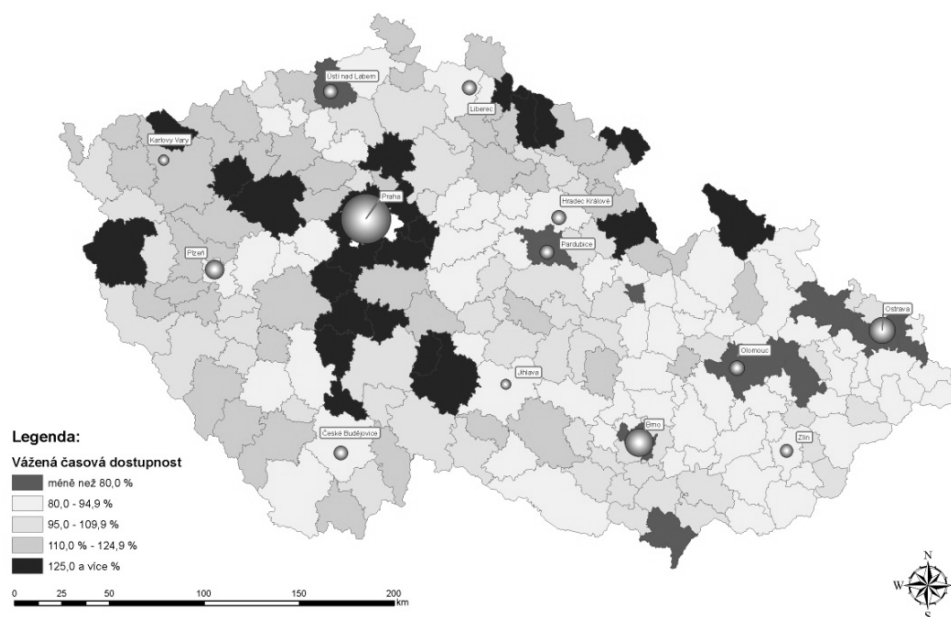 Ústí nad Labem
Liberec
Karlovy Vary
Praha
Hradec Králové
Pardubice
Plzeň
Ostrava
Olomouc
Jihlava
Brno
České Budějovice
Zlín
Legenda:
Vážená časová dostupnost
méně než 80,0 %
80,0 - 94,9 %
95,0 - 109,9 %
110,0 % - 124,9 %
125,0 a více %
0 25 50 100 150 200
km
N
W E
S